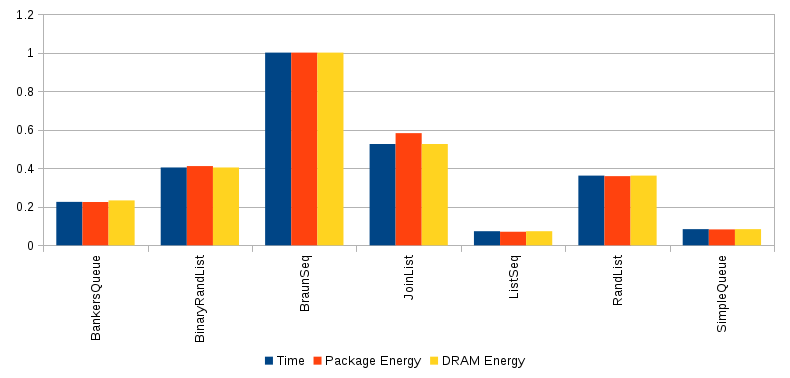 1.2
1
0.8
0.6
0.4
0.2
0
BankersQueue
BinaryRandList
BraunSeq
JoinList
ListSeq
RandList
SimpleQueue
Time Package Energy DRAM Energy